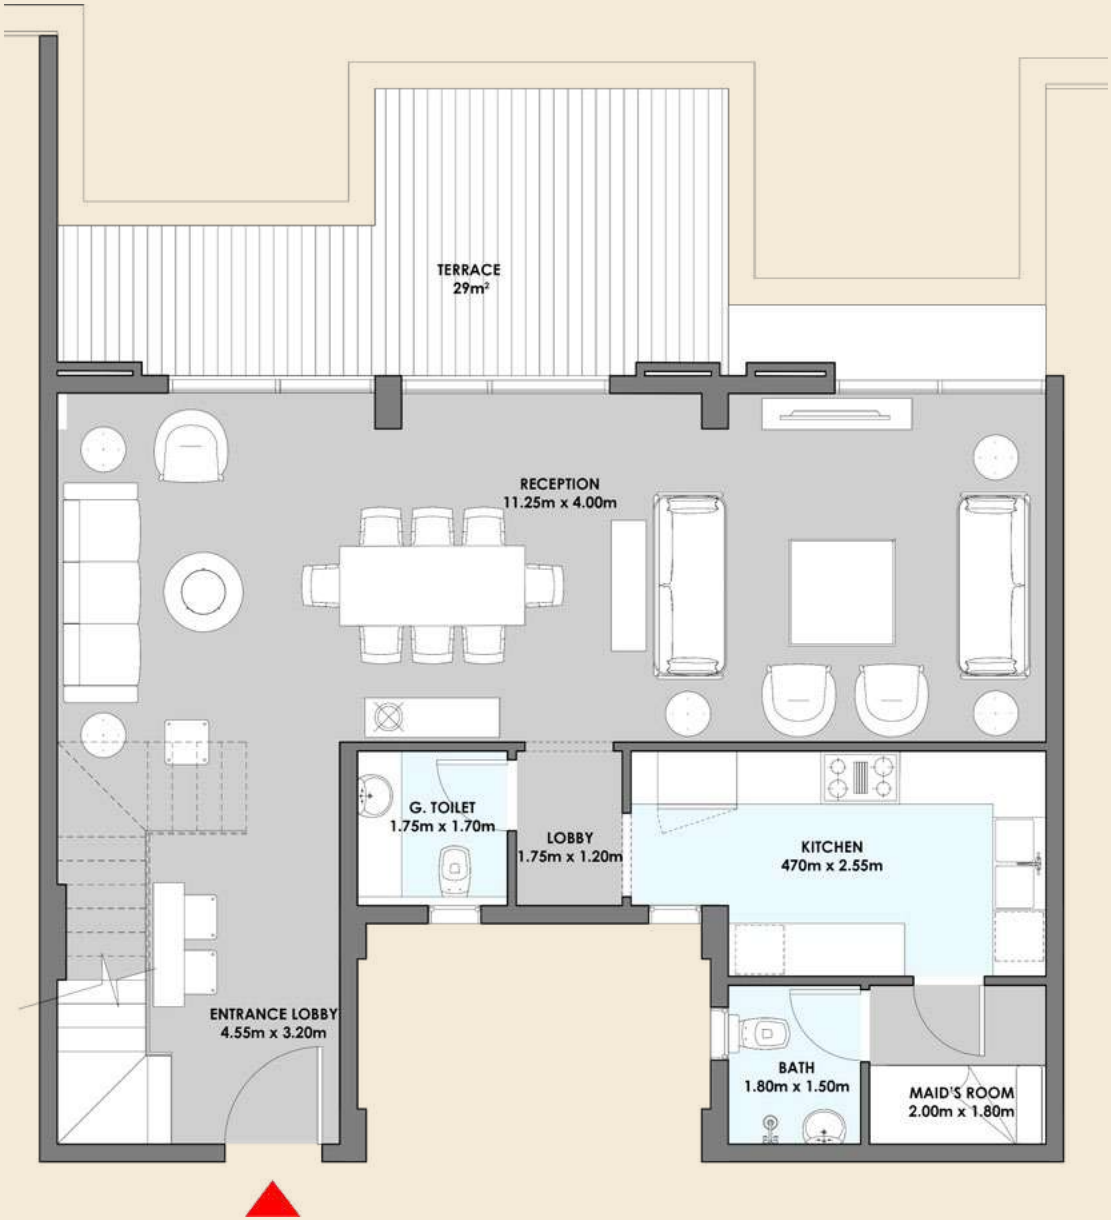 TERRACE
29m²
RECEPTION
11.25m x 4.00m
G. TOILET
1.75m x 1.70m
LOBBY
1.75m x 1.20m
KITCHEN
470m x 2.55m
ENTRANCE LOBBY
4.55m x 3.20m
BATH
1.80m x 1.50m
MAID'S ROOM
2.00m x 1.80m